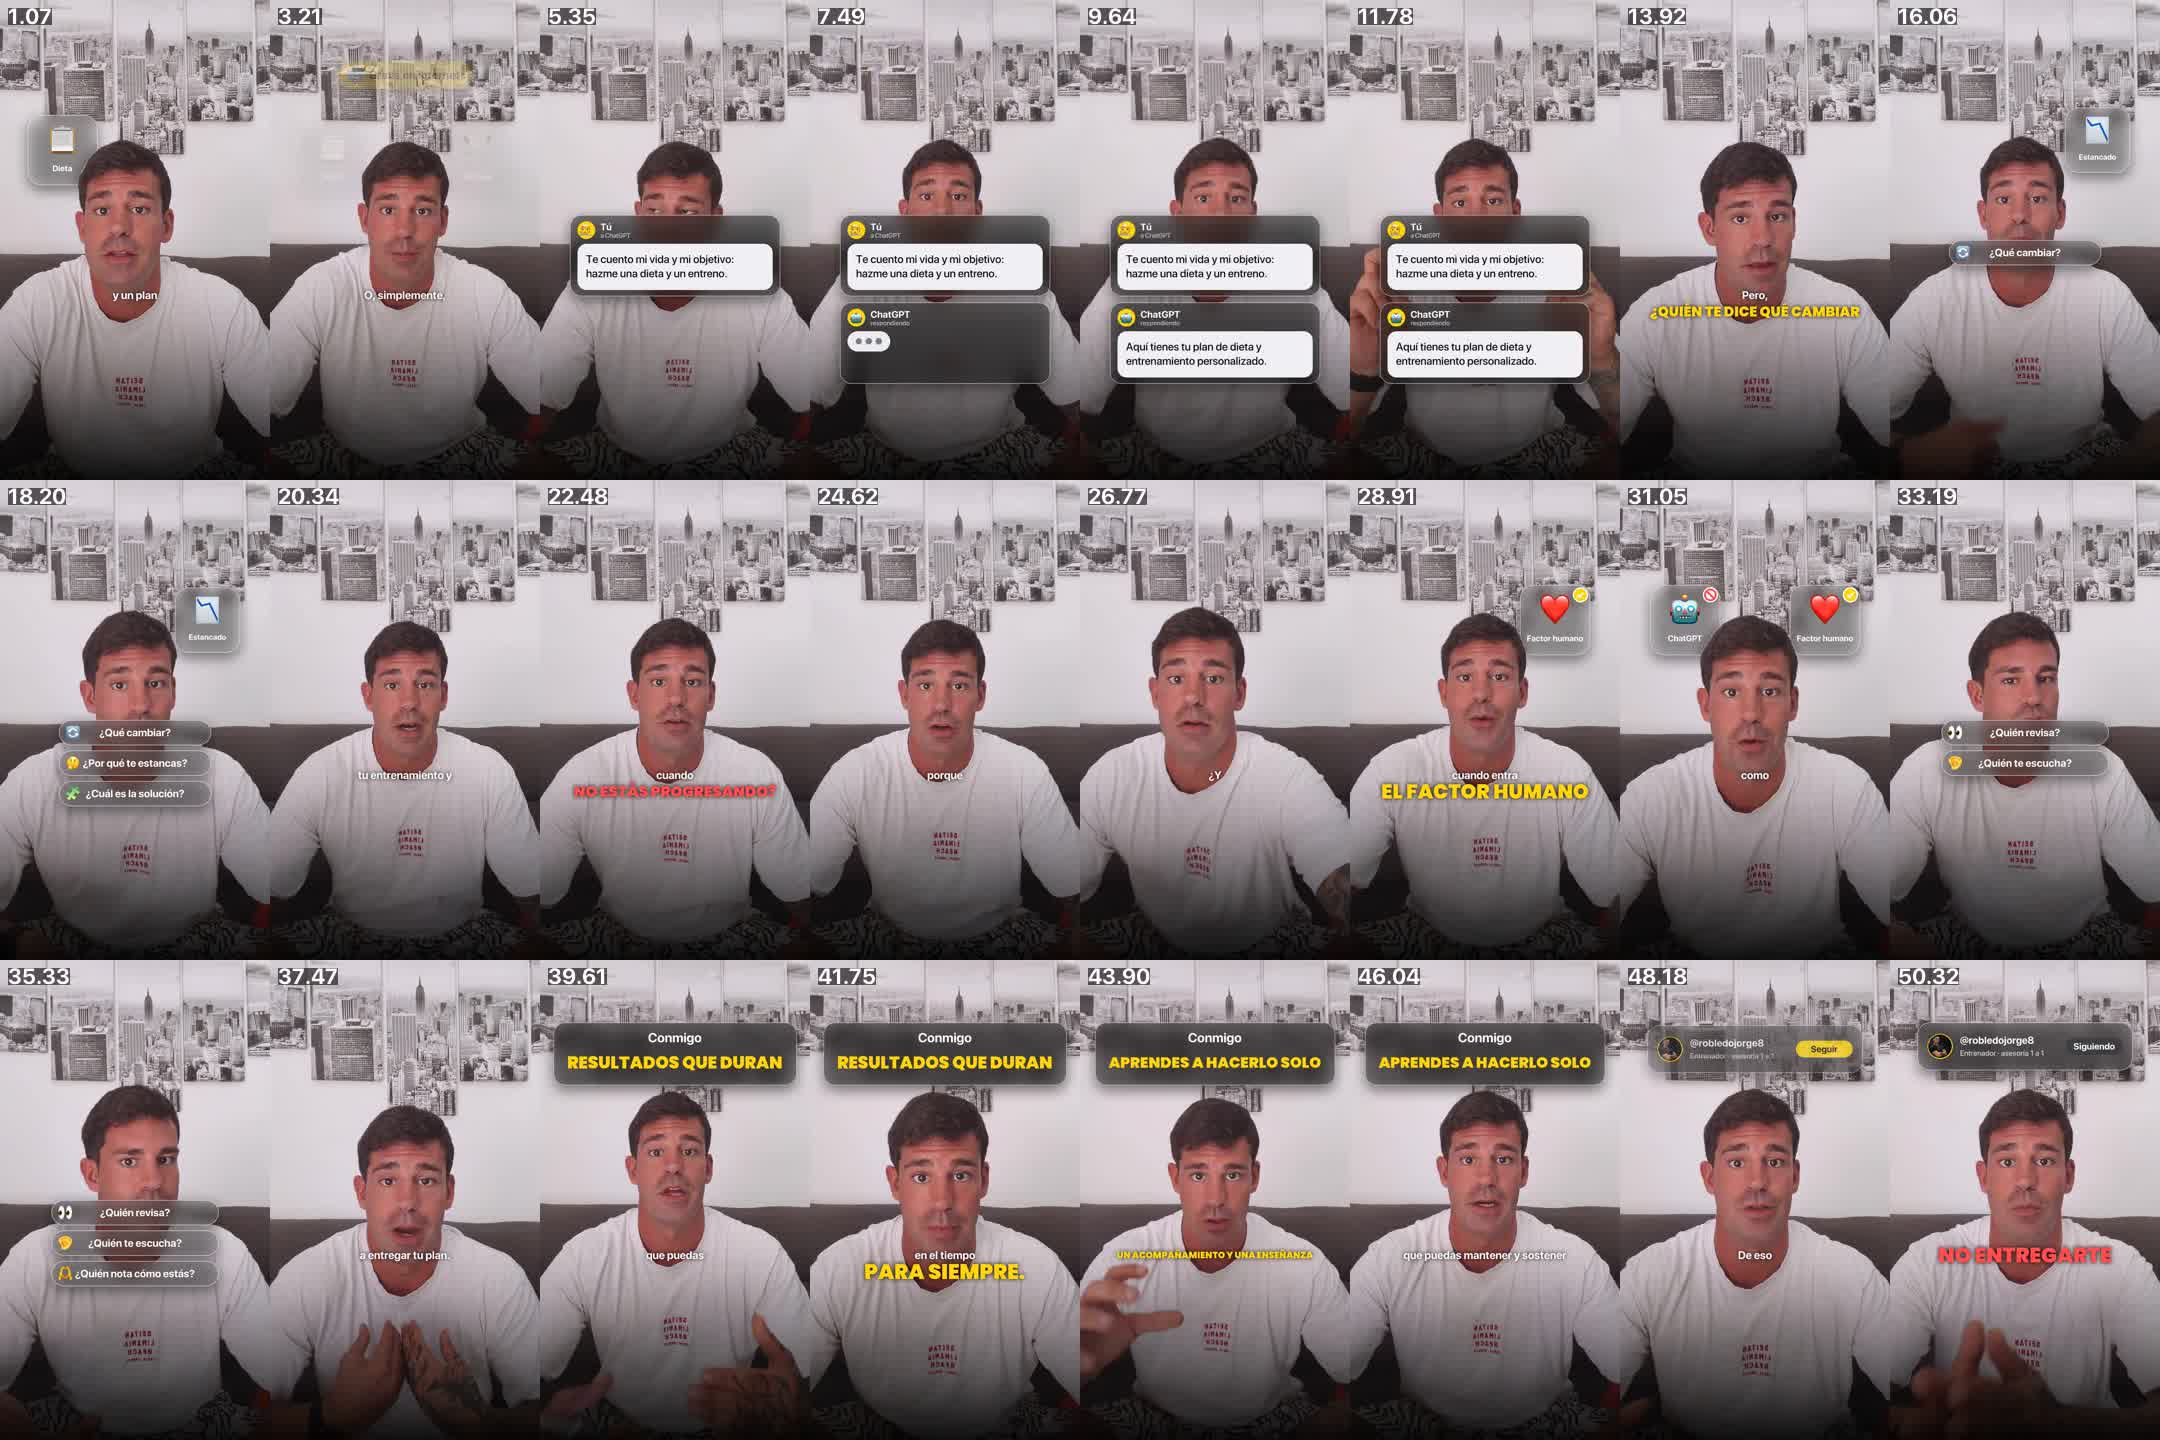 1.07
Dieta
y un plan
3.21
O, simplemente,
5.35
Tú
a ChatGPT
Te cuento mi vida y mi objetivo:
hazme una dieta y un entreno.
7.49
Tú
a ChatGPT
Te cuento mi vida y mi objetivo:
hazme una dieta y un entreno.
ChatGPT
respondiendo
9.64
Tú
a ChatGPT
Te cuento mi vida y mi objetivo:
hazme una dieta y un entreno.
ChatGPT
respondiendo
Aquí tienes tu plan de dieta y
entrenamiento personalizado.
11.78
Tú
a ChatGPT
Te cuento mi vida y mi objetivo:
hazme una dieta y un entreno.
ChatGPT
respondiendo
Aquí tienes tu plan de dieta y
entrenamiento personalizado.
13.92
Pero,
¿QUIÉN TE DICE QUÉ CAMBIAR
16.06
Estancado
¿Qué cambiar?
18.20
Estancado
¿Qué cambiar?
¿Por qué te estancas?
¿Cuál es la solución?
20.34
tu entrenamiento y
22.48
cuando
NO ESTÁS PROGRESANDO?
24.62
porque
26.77
¿Y
28.91
Factor humano
cuando entra
EL FACTOR HUMANO
31.05
ChatGPT
Factor humano
como
33.19
¿Quién revisa?
¿Quién te escucha?
35.33
¿Quién revisa?
¿Quién te escucha?
¿Quién nota cómo estás?
37.47
a entregar tu plan.
39.61
Conmigo
RESULTADOS QUE DURAN
que puedas
41.75
Conmigo
RESULTADOS QUE DURAN
en el tiempo
PARA SIEMPRE.
43.90
Conmigo
APRENDES A HACERLO SOLO
UN ACOMPAÑAMIENTO Y UNA ENSEÑANZA
46.04
Conmigo
APRENDES A HACERLO SOLO
que puedas mantener y sostener
48.18
@robledojorge8
Entrenador · asesoría 1 a 1
Seguir
De eso
50.32
@robledojorge8
Entrenador · asesoría 1 a 1
Siguiendo
NO ENTREGARTE